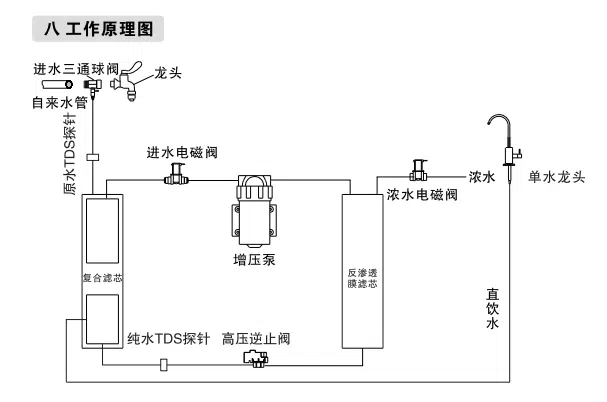 八 工作原理图
进水三通球阀
龙头
自来水管
原水TDS探针
进水电磁阀
浓水
单水龙头
浓水电磁阀
增压泵
复合滤芯
反渗透
膜滤芯
直饮水
纯水TDS探针
高压逆止阀